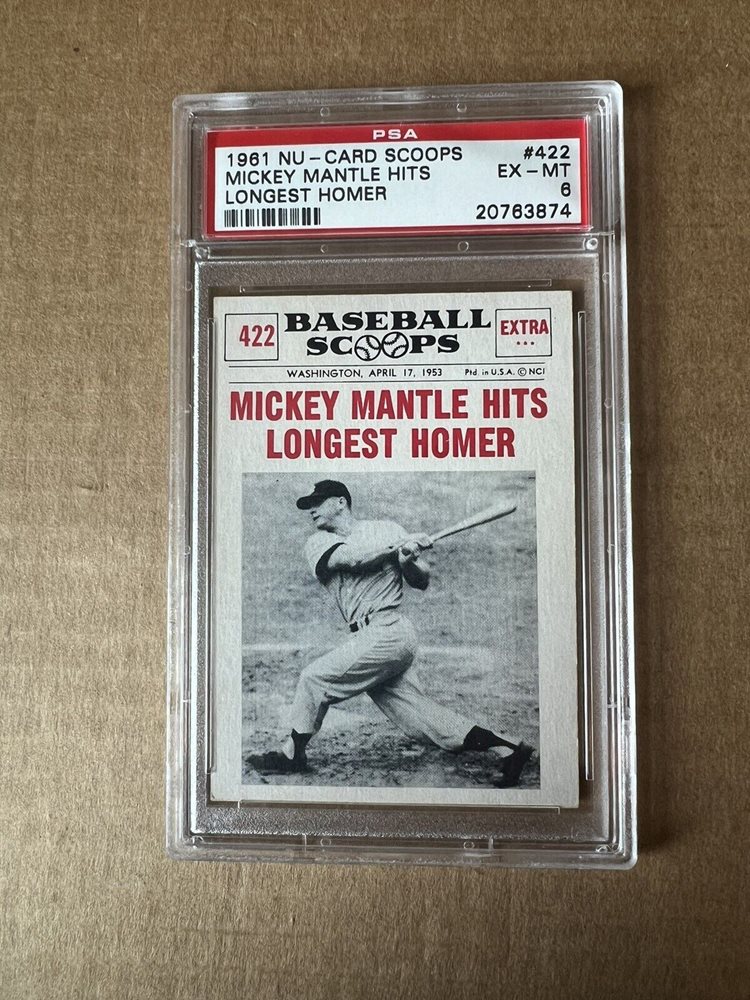 PSA
1961 NU-CARD SCOOPS #422
MICKEY MANTLE HITS EX-MT
LONGEST HOMER 6
20763874
422 BASEBALL SCOOPS EXTRA...
WASHINGTON, APRIL 17, 1953 Ptd. in U.S.A. © NCI
MICKEY MANTLE HITS
LONGEST HOMER